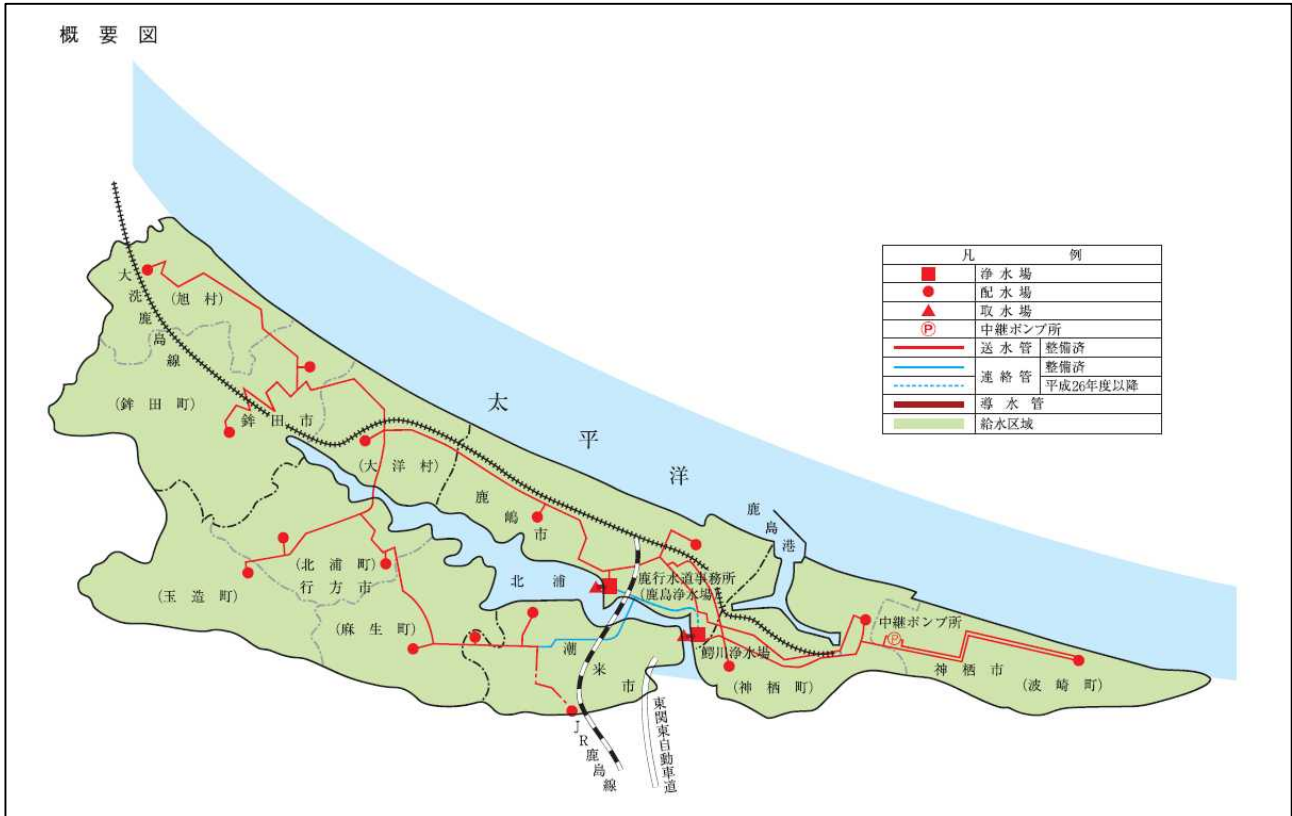 概要図
凡例
浄水場
配水場
取水場
Ⓟ 中継ポンプ所
送水管 整備済
連絡管 整備済
平成26年度以降
導水管
給水区域
太平洋
鹿島港
大洗鹿島線
(旭村)
(鉾田町)
鉾田市
(大洋村)
鹿嶋市
(北浦町)
行方市
(玉造町)
(麻生町)
北浦
鹿行水道事務所
(鹿島浄水場)
鰐川浄水場
潮来市
(神栖町)
中継ポンプ所
Ⓟ
神栖市
(波崎町)
JR鹿島線
東関東自動車道